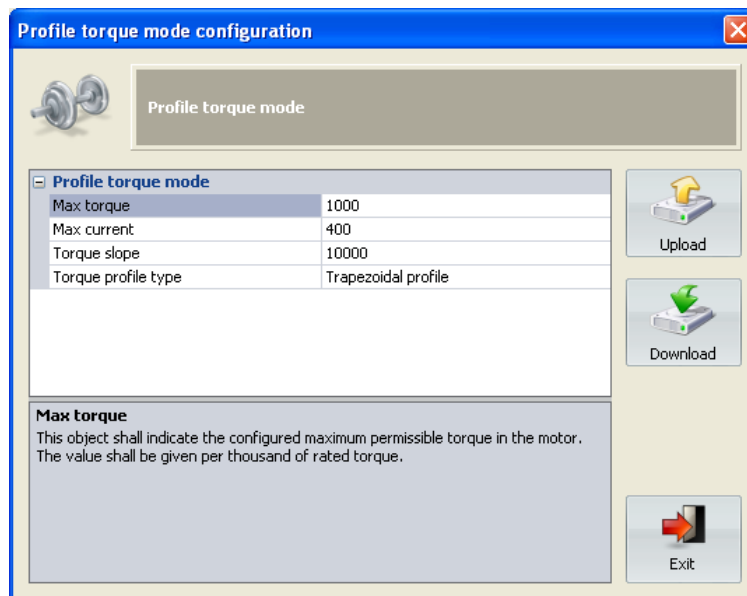 Profile torque mode configuration
Profile torque mode
Profile torque mode
Max torque 1000
Max current 400
Torque slope 10000
Torque profile type Trapezoidal profile
Upload
Download
Max torque
This object shall indicate the configured maximum permissible torque in the motor.
The value shall be given per thousand of rated torque.
Exit